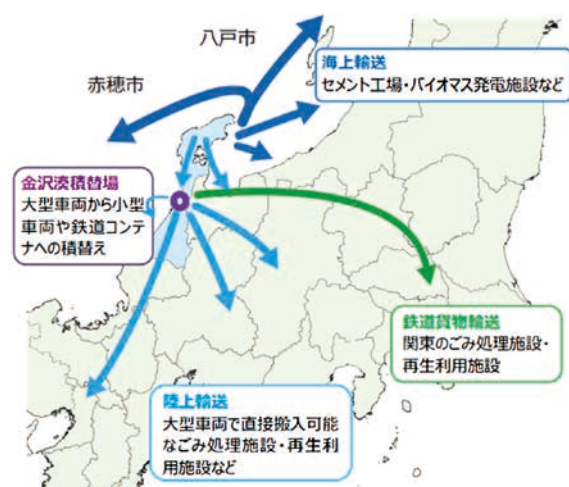 八戸市
赤穂市
海上輸送
セメント工場・バイオマス発電施設など
金沢湊積替場
大型車両から小型
車両や鉄道コンテ
ナへの積替え
鉄道貨物輸送
関東のごみ処理施設・
再生利用施設
陸上輸送
大型車両で直接搬入可能
なごみ処理施設・再生利
用施設など